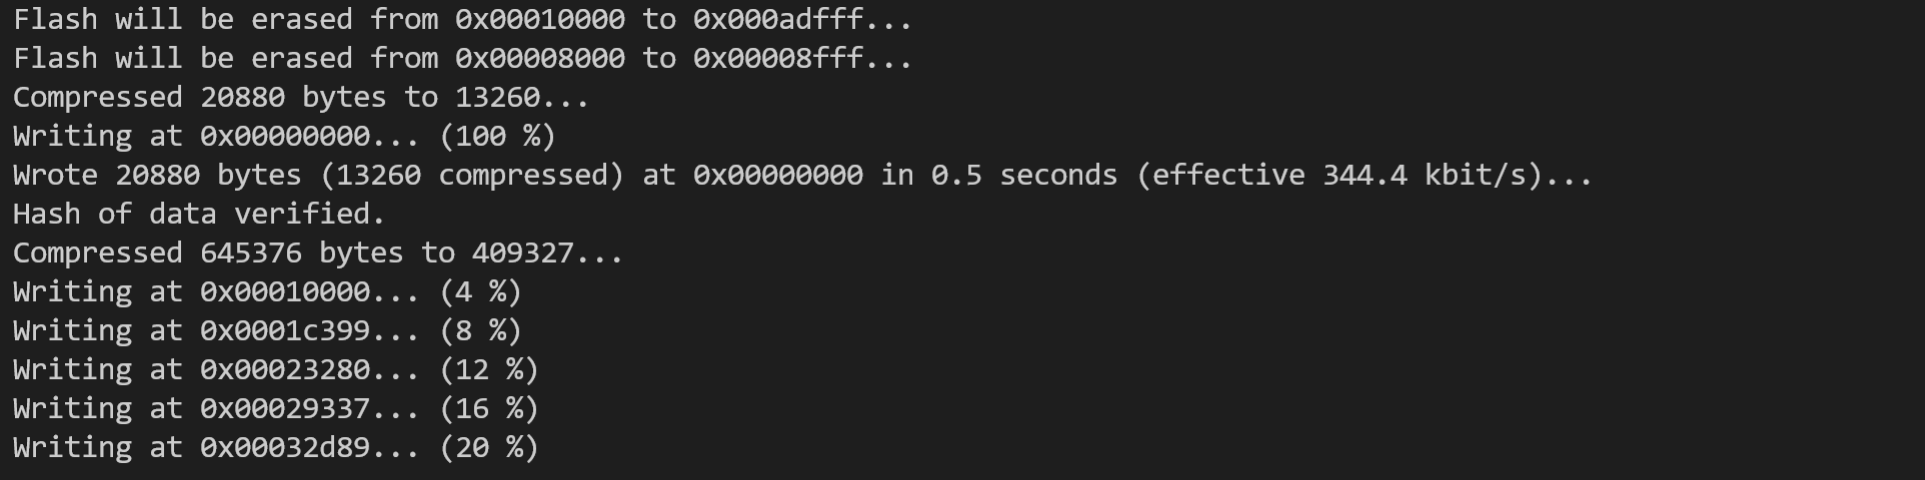 Flash will be erased from 0x00010000 to 0x000adfff...
Flash will be erased from 0x00008000 to 0x00008fff...
Compressed 20880 bytes to 13260...
Writing at 0x00000000... (100 %)
Wrote 20880 bytes (13260 compressed) at 0x00000000 in 0.5 seconds (effective 344.4 kbit/s)...
Hash of data verified.
Compressed 645376 bytes to 409327...
Writing at 0x00010000... (4 %)
Writing at 0x0001c399... (8 %)
Writing at 0x00023280... (12 %)
Writing at 0x00029337... (16 %)
Writing at 0x00032d89... (20 %)